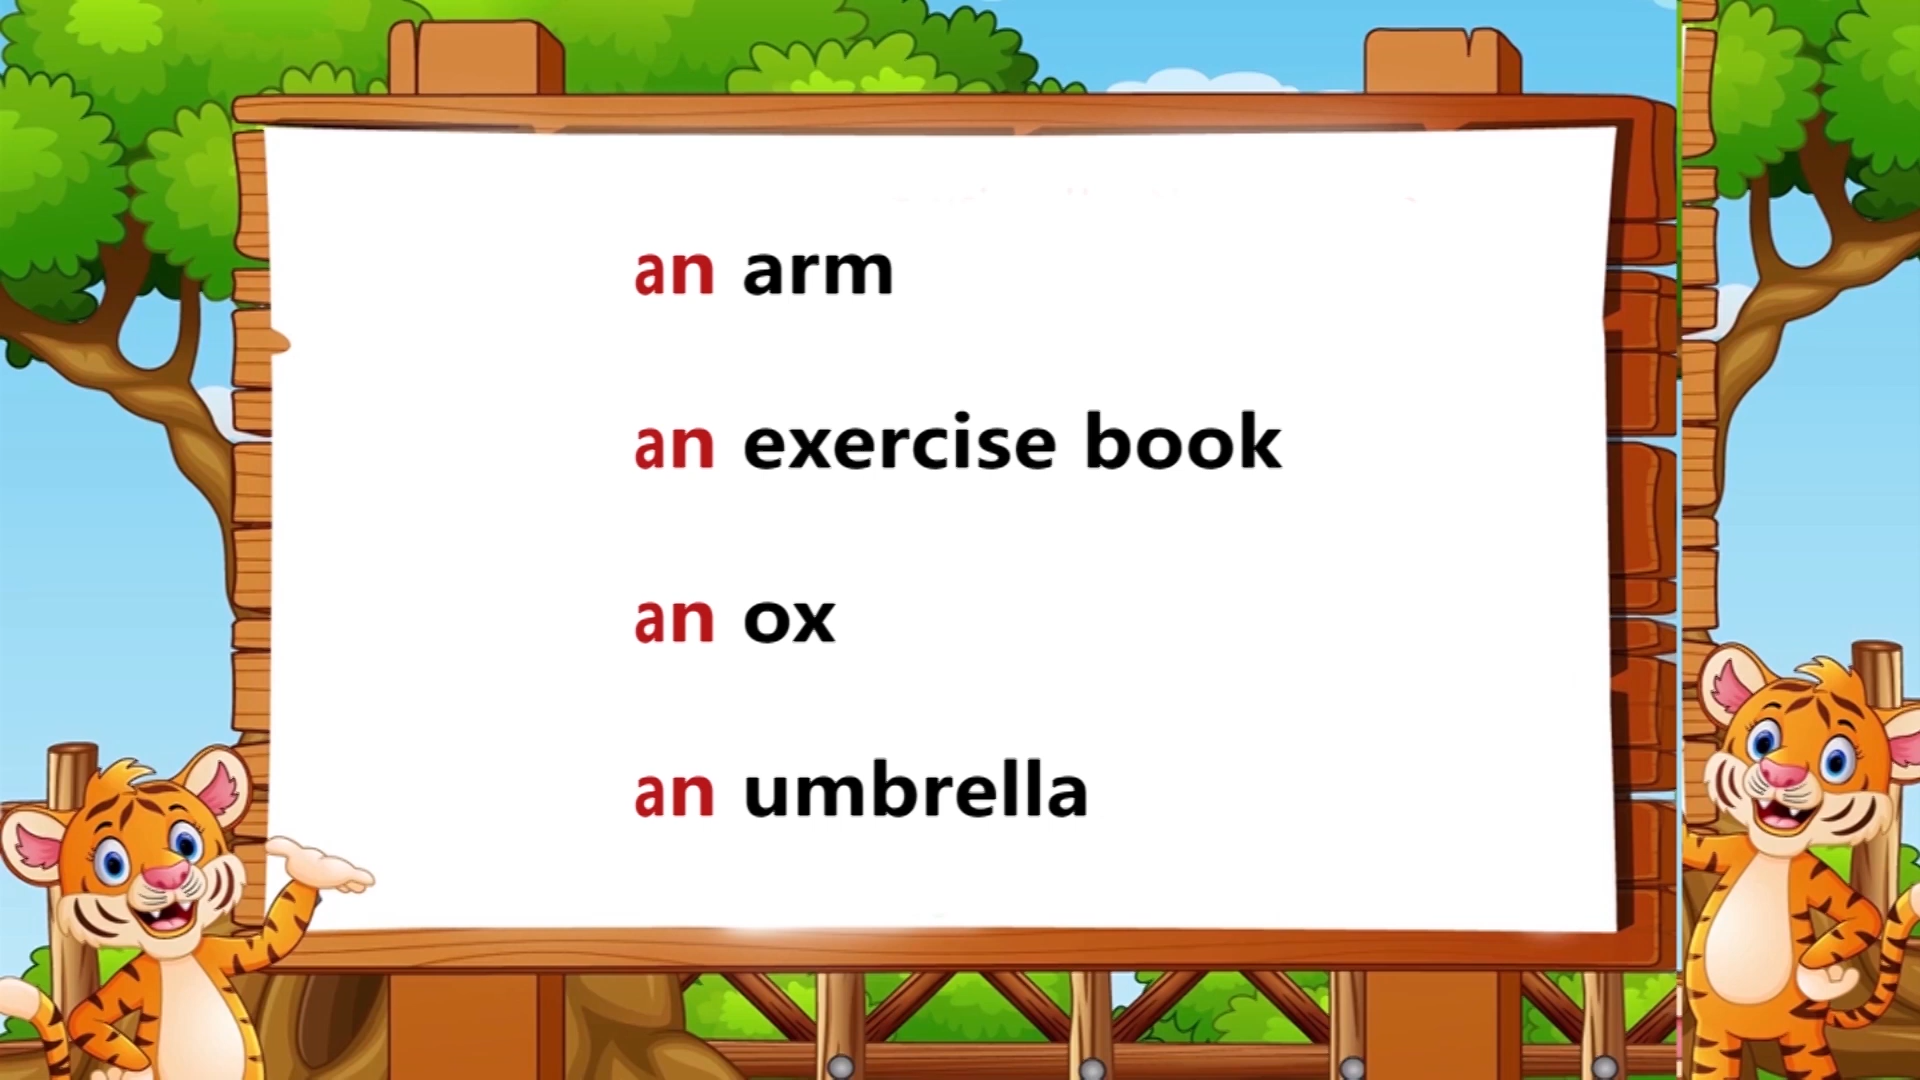 an arm
an exercise book
an ox
an umbrella